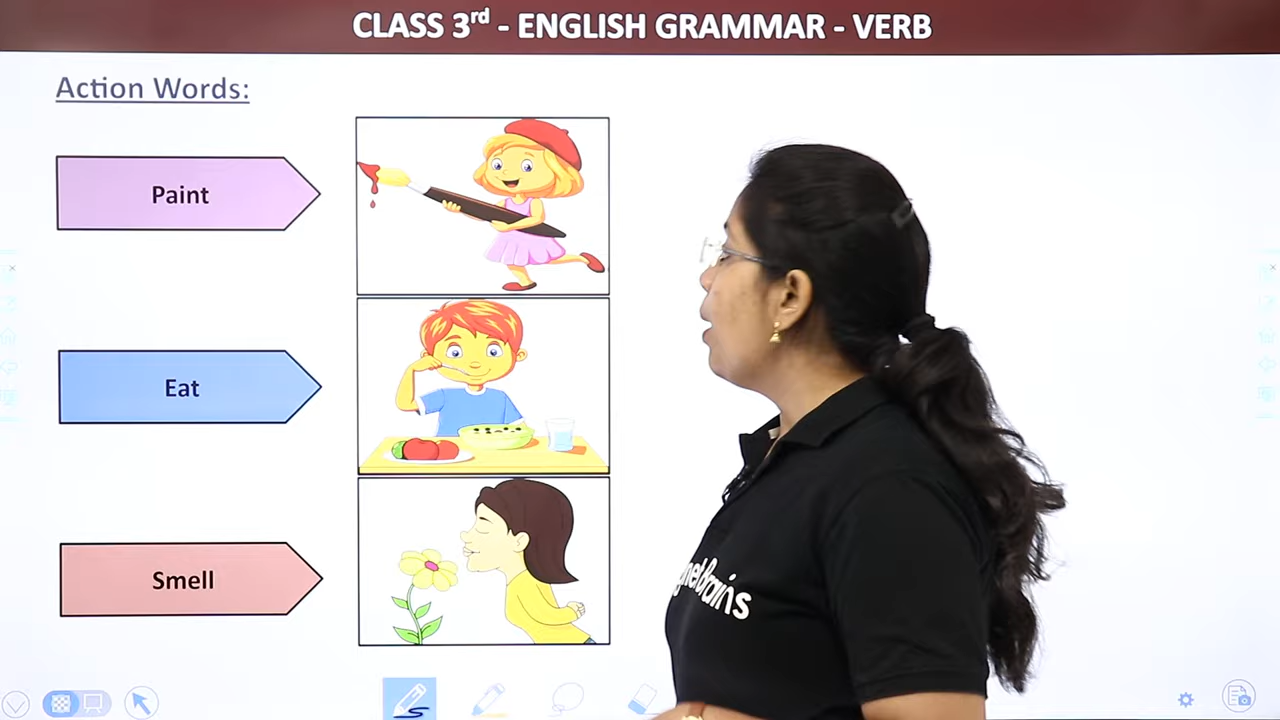 CLASS 3rd - ENGLISH GRAMMAR - VERB
Action Words:
Paint
Eat
Smell